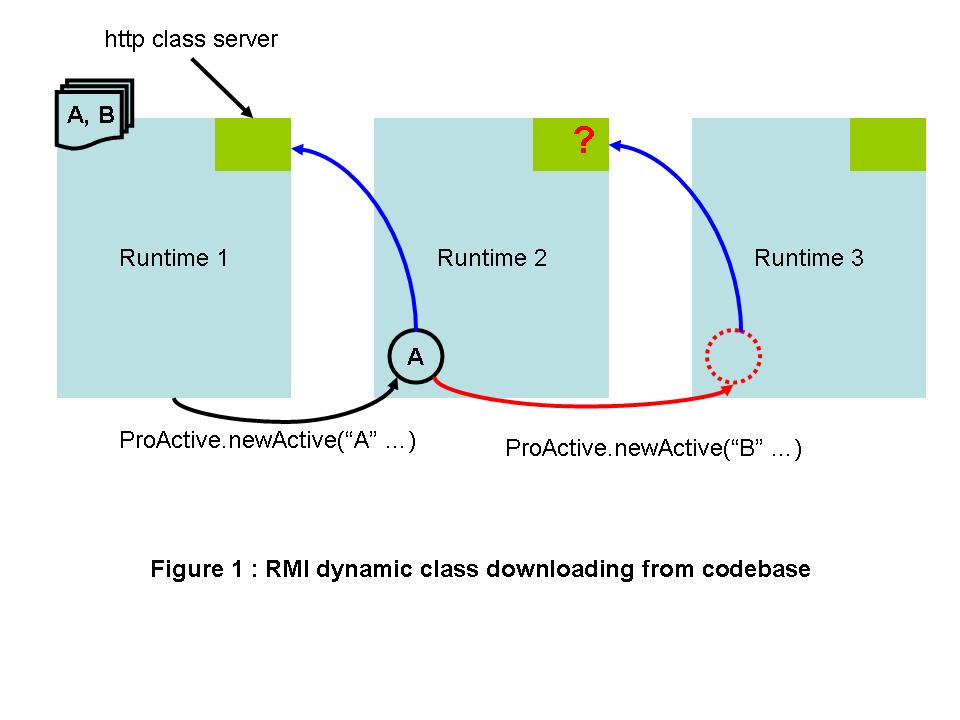 http class server
A, B
?
Runtime 1
Runtime 2
Runtime 3
A
ProActive.newActive(“A” …)
ProActive.newActive(“B” …)
Figure 1 : RMI dynamic class downloading from codebase